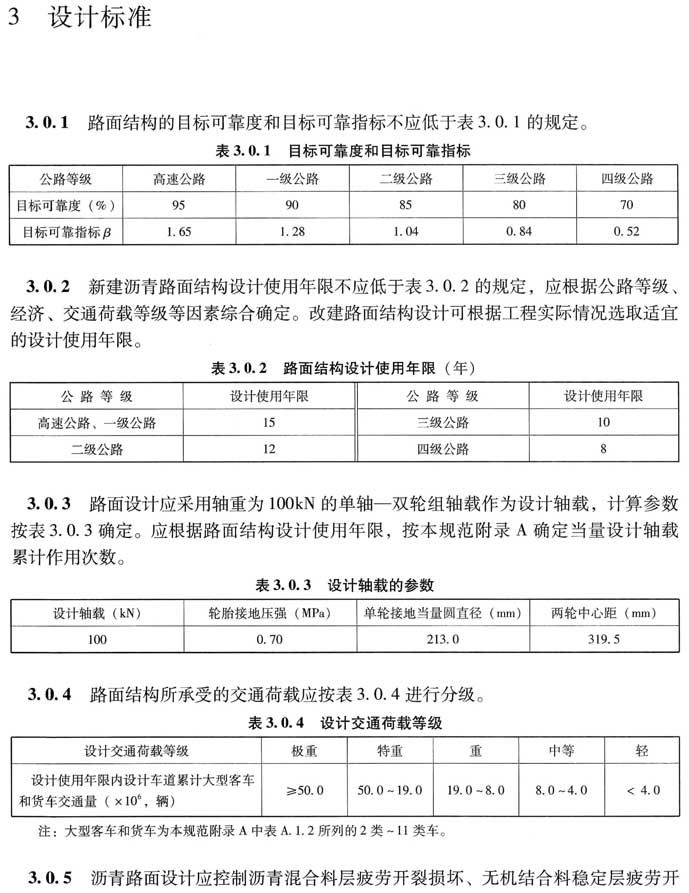 3 设计标准
3.0.1 路面结构的目标可靠度和目标可靠指标不应低于表3.0.1的规定。
表3.0.1 目标可靠度和目标可靠指标
公路等级 高速公路 一级公路 二级公路 三级公路 四级公路
目标可靠度（%） 95 90 85 80 70
目标可靠指标β 1.65 1.28 1.04 0.84 0.52
3.0.2 新建沥青路面结构设计使用年限不应低于表3.0.2的规定，应根据公路等级、
经济、交通荷载等级等因素综合确定。改建路面结构设计可根据工程实际情况选取适宜
的设计使用年限。
表3.0.2 路面结构设计使用年限（年）
公路等级 设计使用年限 公路等级 设计使用年限
高速公路、一级公路 15 三级公路 10
二级公路 12 四级公路 8
3.0.3 路面设计应采用轴重为100kN的单轴—双轮组轴载作为设计轴载，计算参数
按表3.0.3确定。应根据路面结构设计使用年限，按本规范附录A确定当量设计轴载
累计作用次数。
表3.0.3 设计轴载的参数
设计轴载（kN） 轮胎接地压强（MPa） 单轮接地当量圆直径（mm） 两轮中心距（mm）
100 0.70 213.0 319.5
3.0.4 路面结构所承受的交通荷载应按表3.0.4进行分级。
表3.0.4 设计交通荷载等级
设计交通荷载等级 极重 特重 重 中等 轻
设计使用年限内设计车道累计大型客车
和货车交通量（×10⁶，辆） ≥50.0 50.0~19.0 19.0~8.0 8.0~4.0 <4.0
注：大型客车和货车为本规范附录A中表A.1.2所列的2类~11类车。
3.0.5 沥青路面设计应控制沥青混合料层疲劳开裂损坏、无机结合料稳定层疲劳开